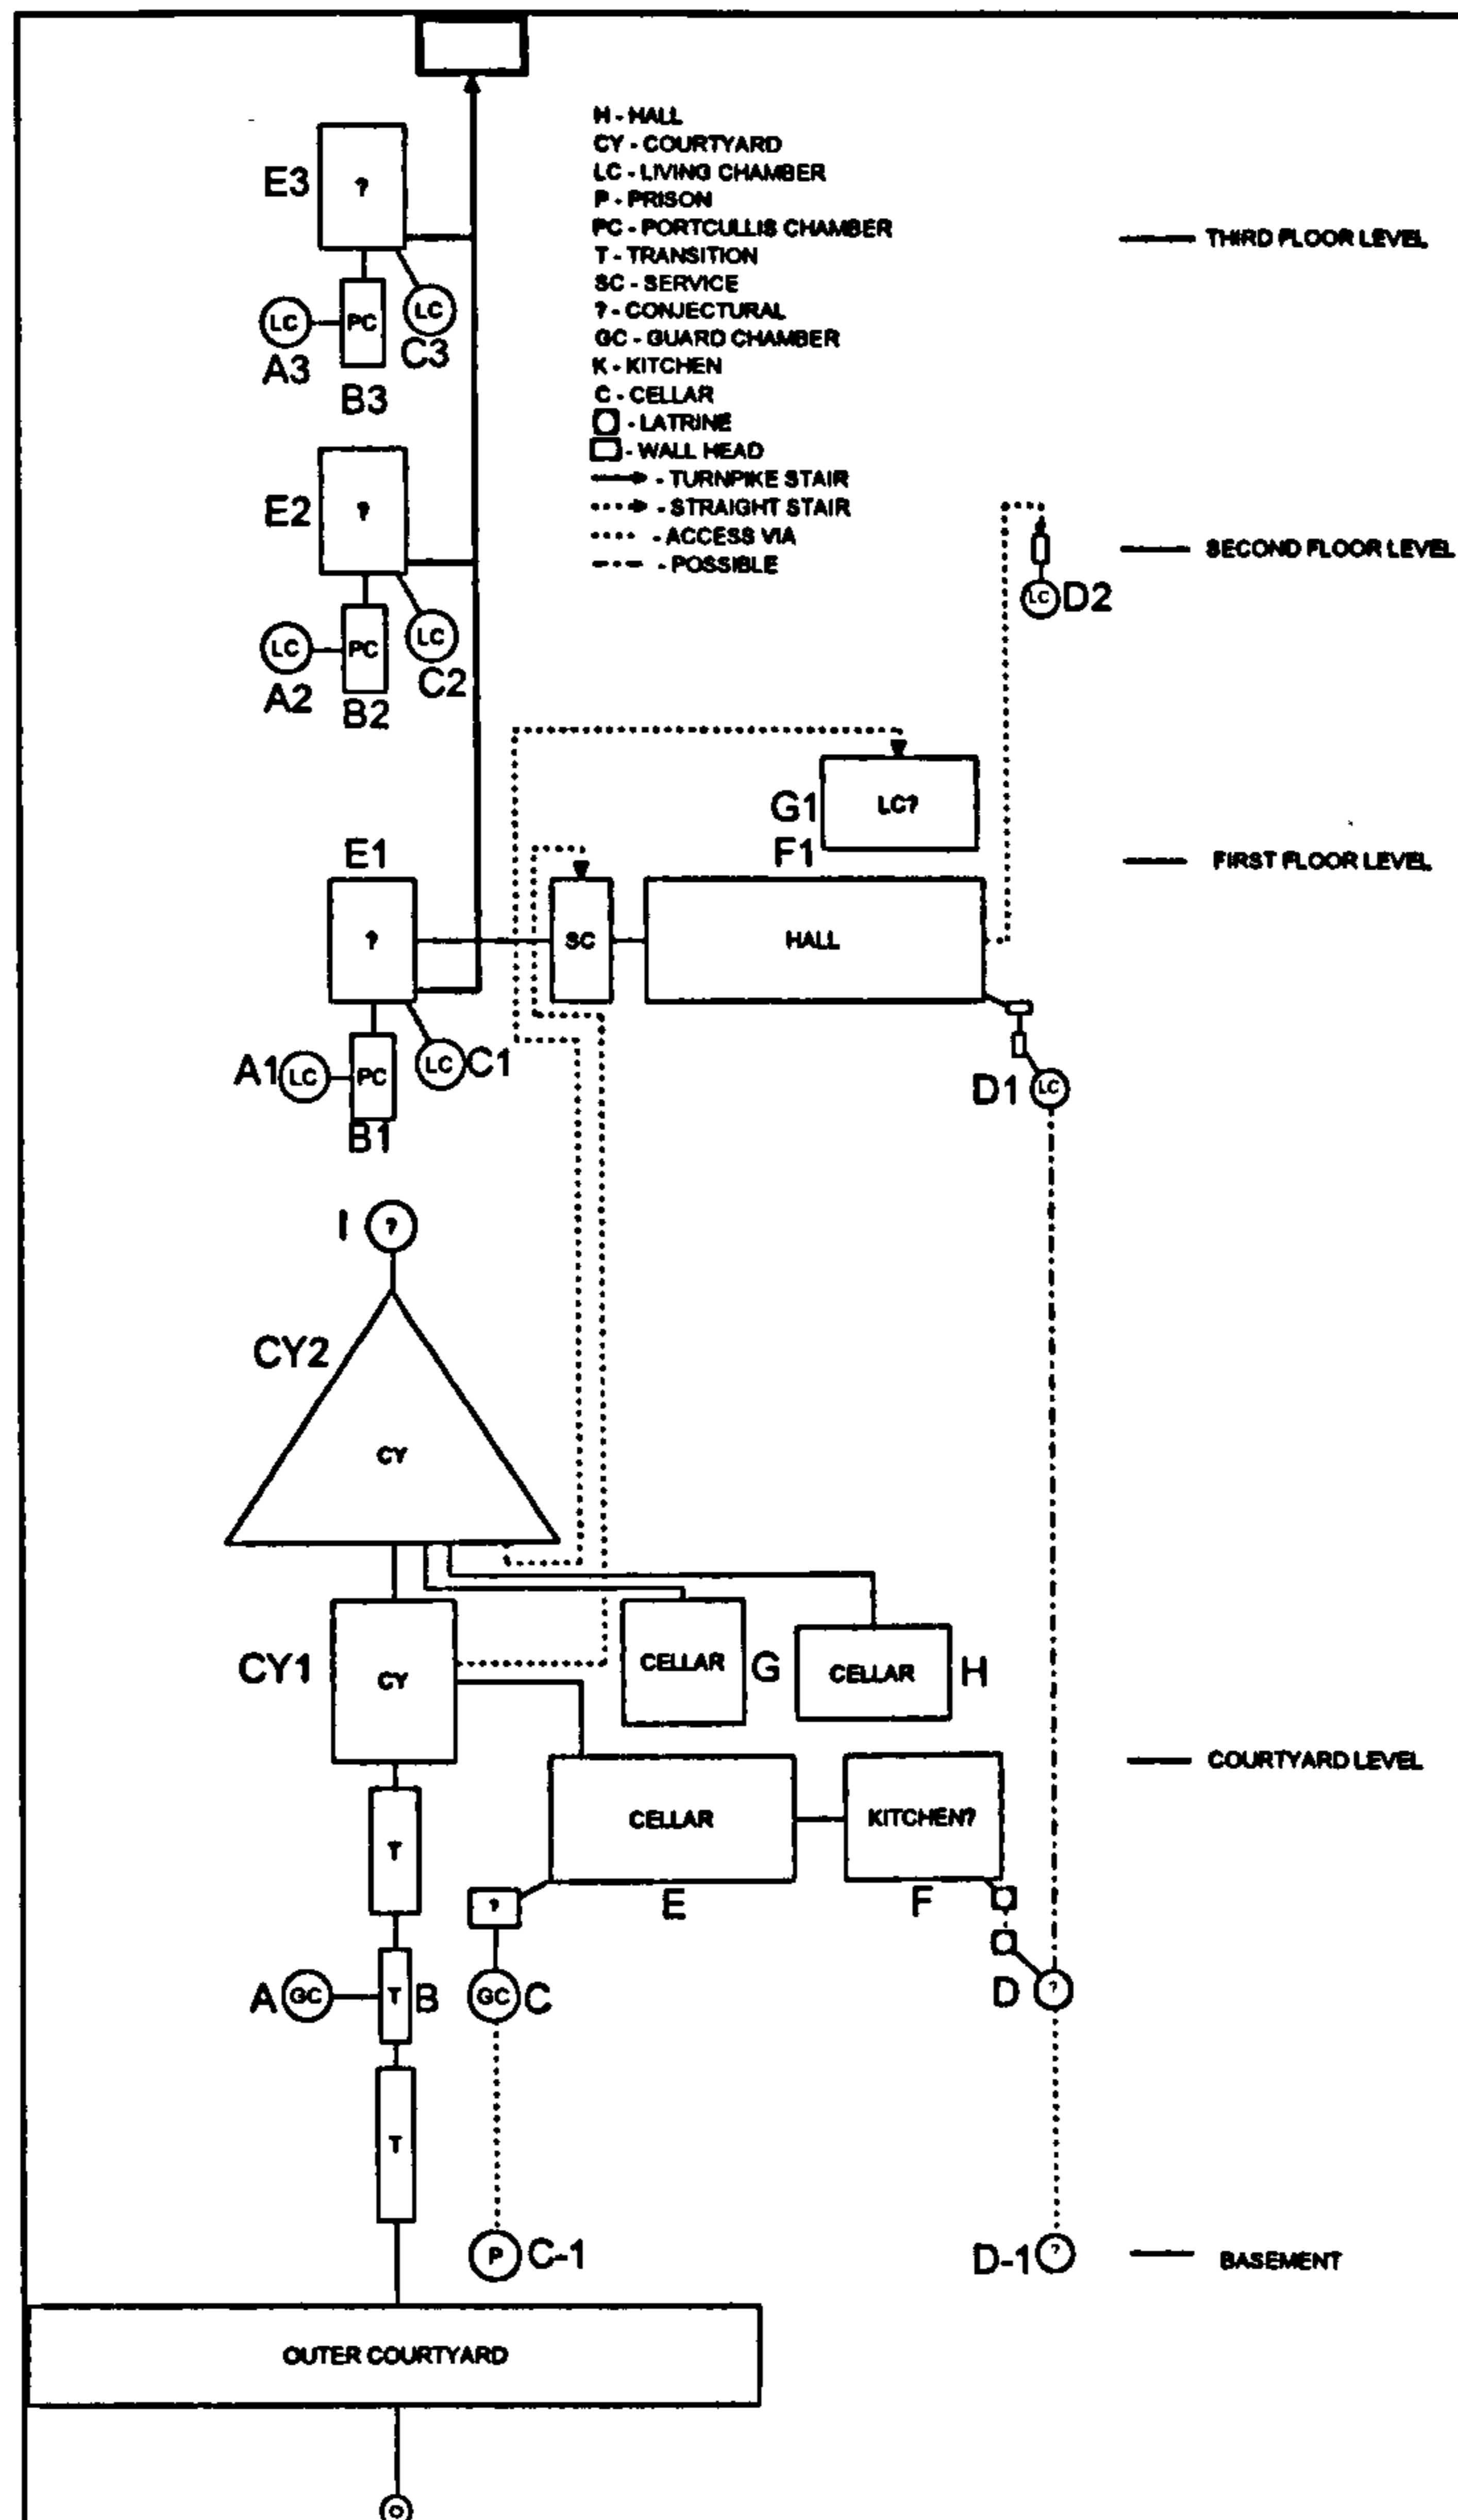 H - HALL
CY - COURTYARD
LC - LIVING CHAMBER
P - PRISON
PC - PORTCULLIS CHAMBER
T - TRANSITION
SC - SERVICE
? - CONJECTURAL
GC - GUARD CHAMBER
K - KITCHEN
C - CELLAR
- LATRINE
- WALL HEAD
- TURNPIKE STAIR
- STRAIGHT STAIR
- ACCESS VIA
- POSSIBLE
E3 ?
THIRD FLOOR LEVEL
LC PC LC
A3 C3
B3
E2 ?
SECOND FLOOR LEVEL
LC D2
LC PC LC
A2 C2
B2
G1 LC?
E1 F1
FIRST FLOOR LEVEL
? SC HALL
A1 LC PC LC C1
D1 LC
B1
I ?
CY2
CY
CY1 CY
CELLAR G
CELLAR H
COURTYARD LEVEL
CELLAR KITCHEN?
T
? E F
A GC T B GC C
D ?
T
P C-1
D-1 ?
BASEMENT
OUTER COURTYARD